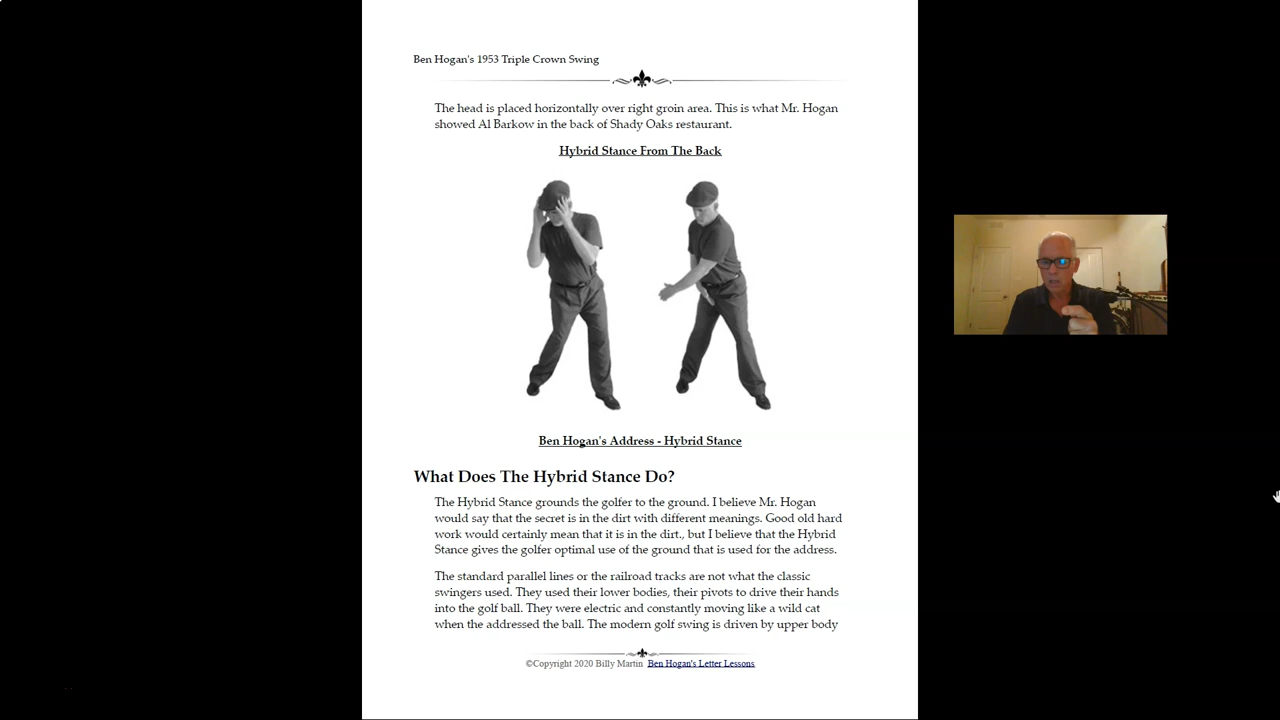 Ben Hogan's 1953 Triple Crown Swing
The head is placed horizontally over right groin area. This is what Mr. Hogan
showed Al Barkow in the back of Shady Oaks restaurant.
Hybrid Stance From The Back
Ben Hogan's Address - Hybrid Stance
What Does The Hybrid Stance Do?
The Hybrid Stance grounds the golfer to the ground. I believe Mr. Hogan
would say that the secret is in the dirt with different meanings. Good old hard
work would certainly mean that it is in the dirt., but I believe that the Hybrid
Stance gives the golfer optimal use of the ground that is used for the address.
The standard parallel lines or the railroad tracks are not what the classic
swingers used. They used their lower bodies, their pivots to drive their hands
into the golf ball. They were electric and constantly moving like a wild cat
when the addressed the ball. The modern golf swing is driven by upper body
©Copyright 2020 Billy Martin Ben Hogan's Letter Lessons